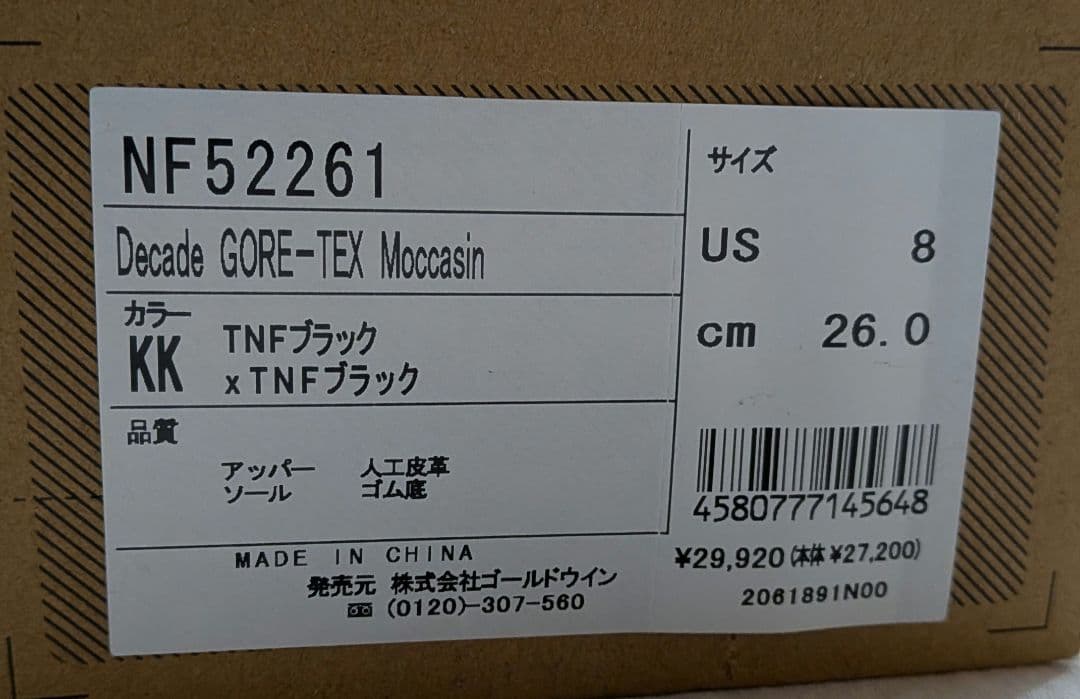 NF52261
Decade GORE-TEX Moccasin
カラー
KK
TNFブラック
xTNFブラック
品質
アッパー 人工皮革
ソール ゴム底
MADE IN CHINA
発売元 株式会社ゴールドウイン
(0120)-307-560
サイズ
US 8
cm 26.0
4580777145648
¥29,920(本体¥27,200)
2061891N00